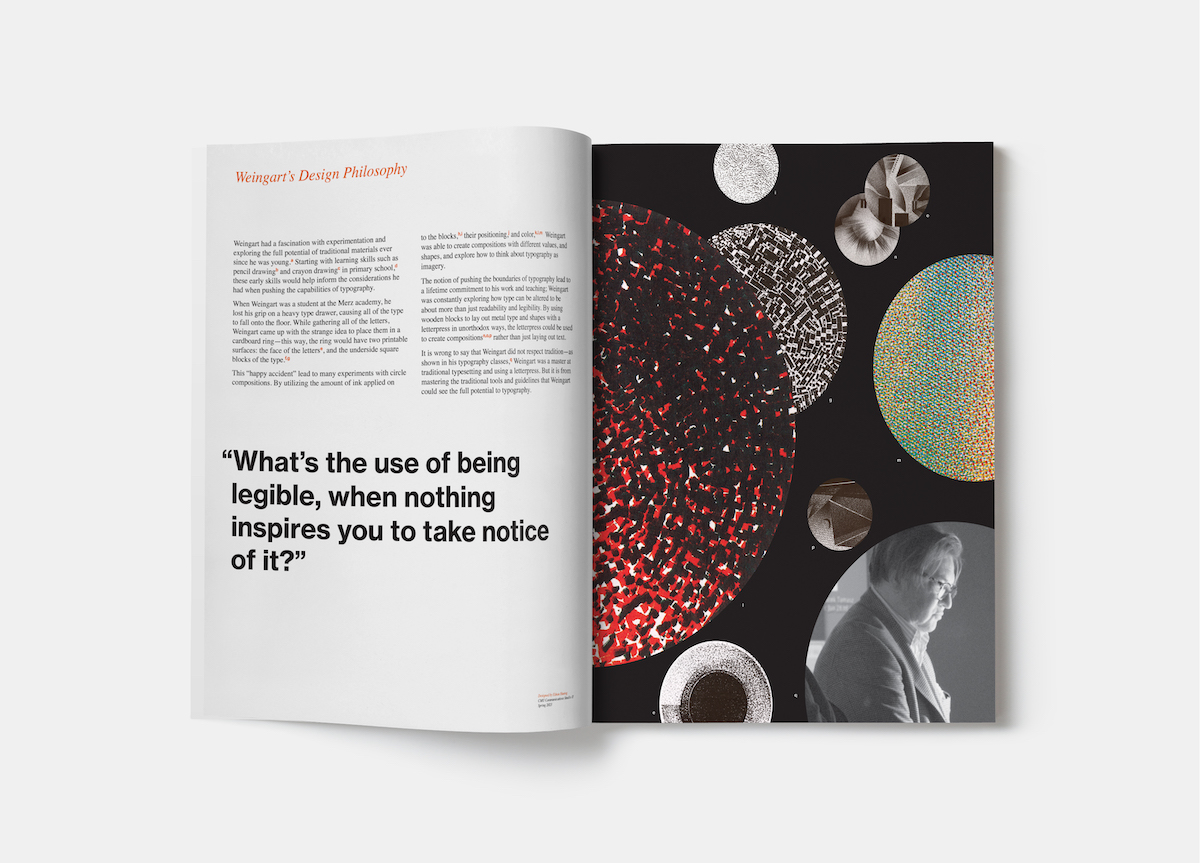 Weingart's Design Philosophy
Weingart had a fascination with experimentation and
exploring the full potential of traditional materials ever
since he was young.a Starting with learning skills such as
pencil drawingb and crayon drawingc in primary school,d
these early skills would help inform the considerations he
had when pushing the capabilities of typography.
When Weingart was a student at the Merz academy, he
lost his grip on a heavy type drawer, causing all of the type
to fall onto the floor. While gathering all of the letters,
Weingart came up with the strange idea to place them in a
cardboard ring—this way, the ring would have two printable
surfaces: the face of the letterse, and the underside square
blocks of the type.f,g
This “happy accident” lead to many experiments with circle
compositions. By utilizing the amount of ink applied on
to the blocks,h,i their positioning,j and color,k,l,m Weingart
was able to create compositions with different values, and
shapes, and explore how to think about typography as
imagery.
The notion of pushing the boundaries of typography lead to
a lifetime commitment to his work and teaching; Weingart
was constantly exploring how type can be altered to be
about more than just readability and legibility. By using
wooden blocks to lay out metal type and shapes with a
letterpress in unorthodox ways, the letterpress could be used
to create compositionsn,o,p rather than just laying out text.
It is wrong to say that Weingart did not respect tradition—as
shown in his typography classes,q Weingart was a master at
traditional typesetting and using a letterpress. But it is from
mastering the traditional tools and guidelines that Weingart
could see the full potential to typography.
“What’s the use of being
legible, when nothing
inspires you to take notice
of it?”
Spring 2017